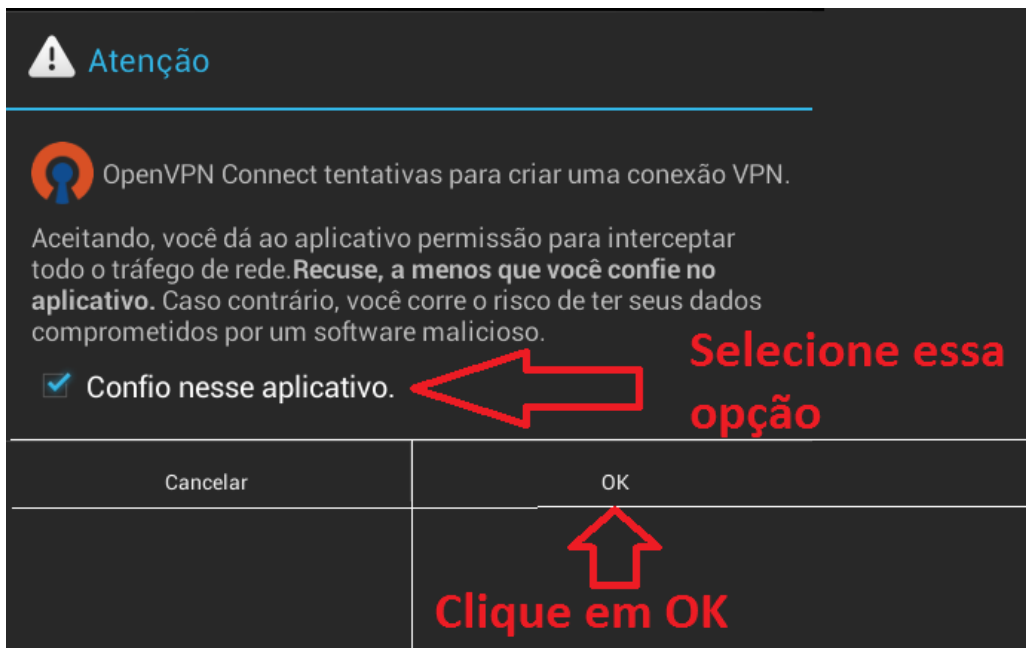 Atenção
OpenVPN Connect tentativas para criar uma conexão VPN.
Aceitando, você dá ao aplicativo permissão para interceptar
todo o tráfego de rede.Recuse, a menos que você confie no
aplicativo. Caso contrário, você corre o risco de ter seus dados
comprometidos por um software malicioso.
Selecione essa
opção
Confio nesse aplicativo.
Cancelar
OK
Clique em OK